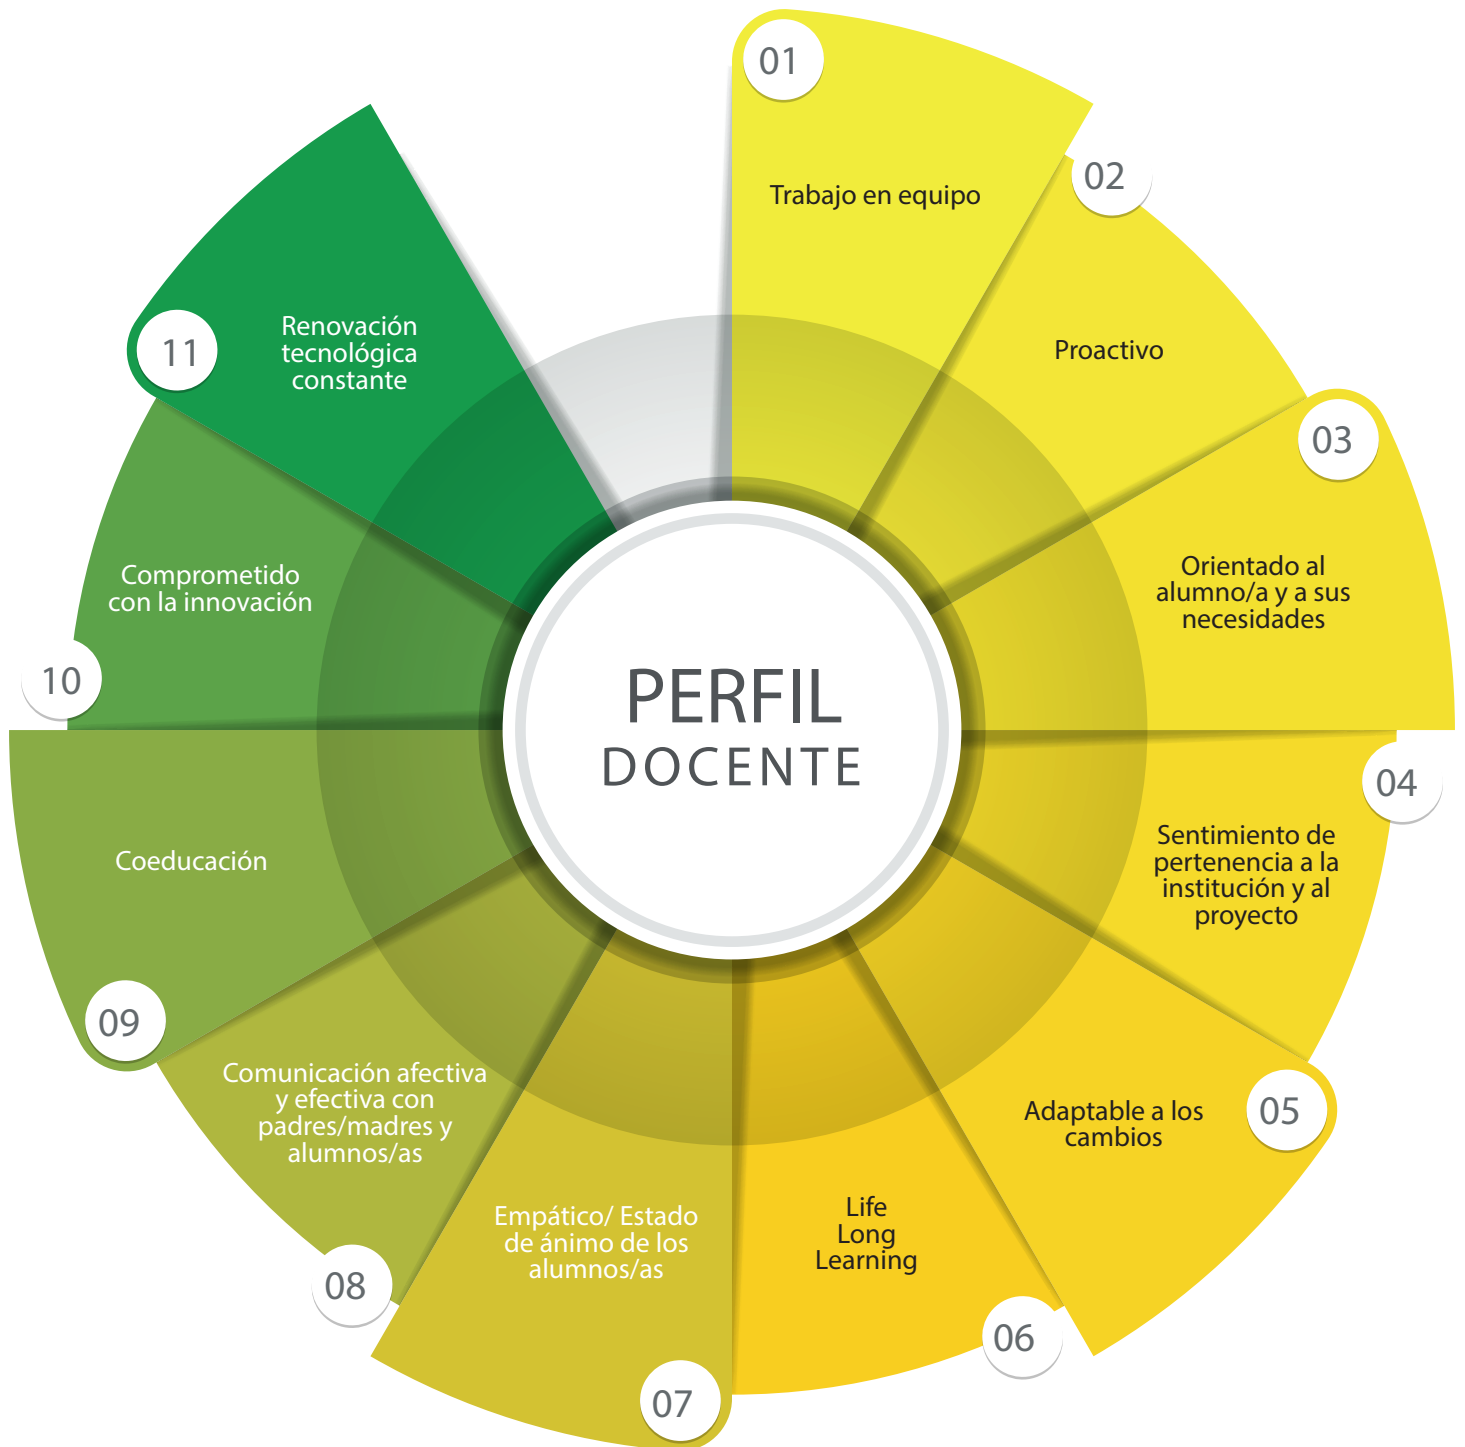 PERFIL
DOCENTE
01
Trabajo en equipo
02
Proactivo
03
Orientado al
alumno/a y a sus
necesidades
04
Sentimiento de
pertenencia a la
institución y al
proyecto
05
Adaptable a los
cambios
06
Life
Long
Learning
07
Empático/ Estado
de ánimo de los
alumnos/as
08
Comunicación afectiva
y efectiva con
padres/madres y
alumnos/as
09
Coeducación
10
Comprometido
con la innovación
11
Renovación
tecnológica
constante